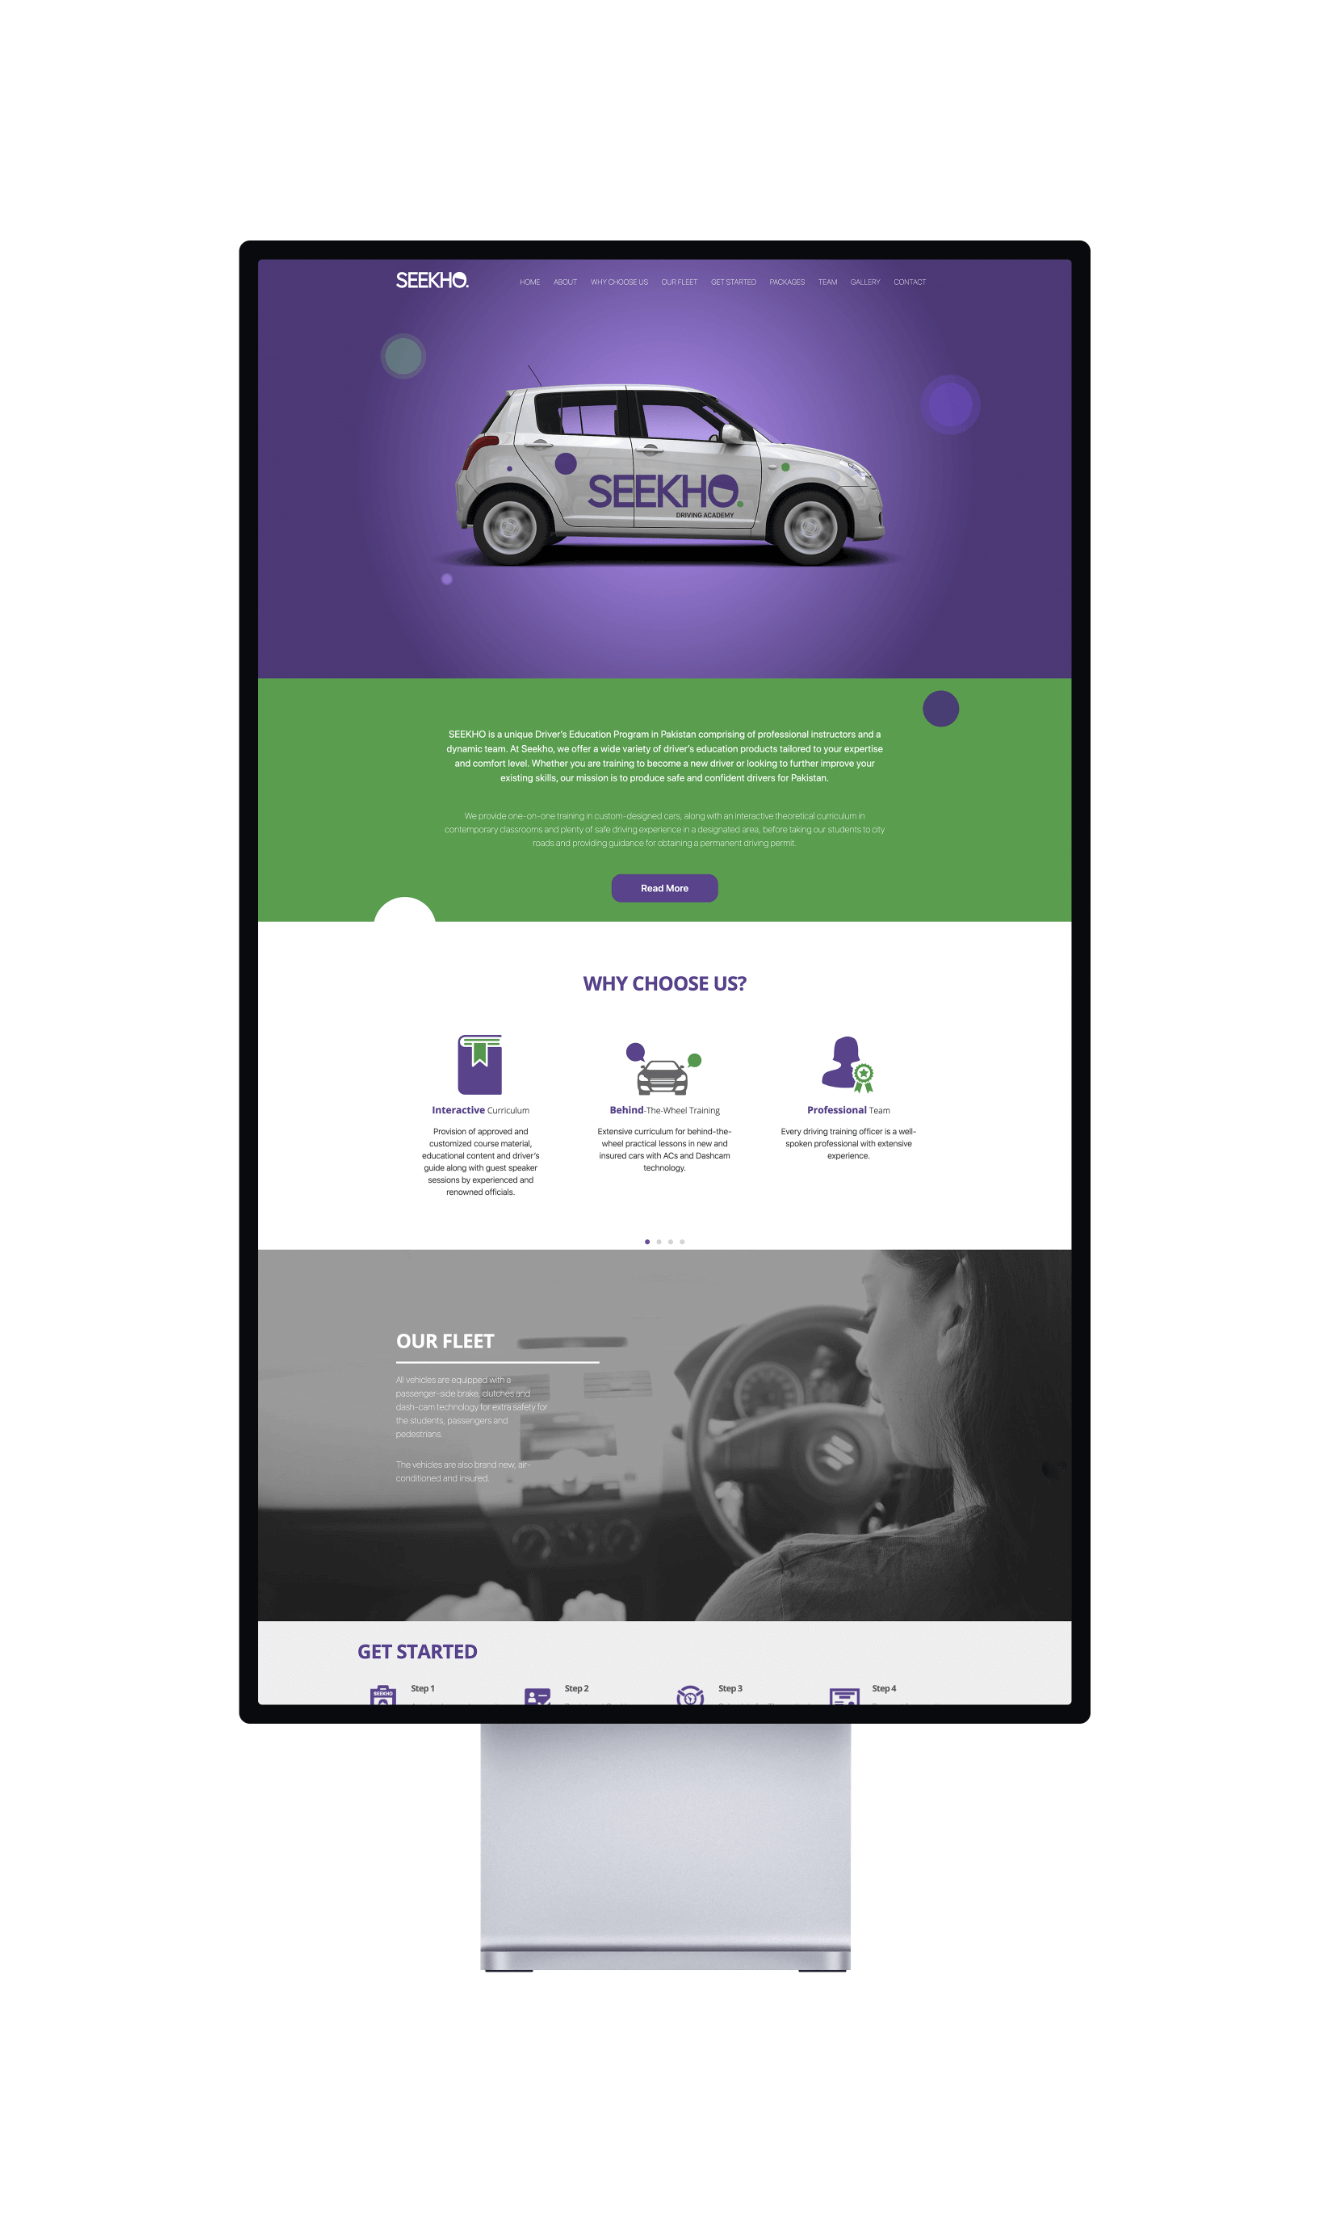 SEEKHO.
HOME ABOUT WHY CHOOSE US OUR FLEET GET STARTED PACKAGES TEAM GALLERY CONTACT
SEEKHO.
DRIVING ACADEMY
SEEKHO is a unique Driver's Education Program in Pakistan comprising of professional instructors and a
dynamic team. At Seekho, we offer a wide variety of driver's education products tailored to your expertise
and comfort level. Whether you are training to become a new driver or looking to further improve your
existing skills, our mission is to produce safe and confident drivers for Pakistan.
We provide one-on-one training in custom-designed cars, along with an interactive theoretical curriculum in
contemporary classrooms and plenty of safe driving experience in a designated area, before taking our students to city
roads and providing guidance for obtaining a permanent driving permit.
Read More
WHY CHOOSE US?
Interactive Curriculum
Provision of approved and
customized course material,
educational content and driver's
guide along with guest speaker
sessions by experienced and
renowned officials.
Behind-The-Wheel Training
Extensive curriculum for behind-the-
wheel practical lessons in new and
insured cars with ACs and Dashcam
technology.
Professional Team
Every driving training officer is a well-
spoken professional with extensive
experience.
OUR FLEET
All vehicles are equipped with a
passenger-side brake, clutches and
dash-cam technology for extra safety for
the students, passengers and
pedestrians.
The vehicles are also brand new, air-
conditioned and insured.
GET STARTED
SEEKHO
Step 1
Step 2
Step 3
Step 4